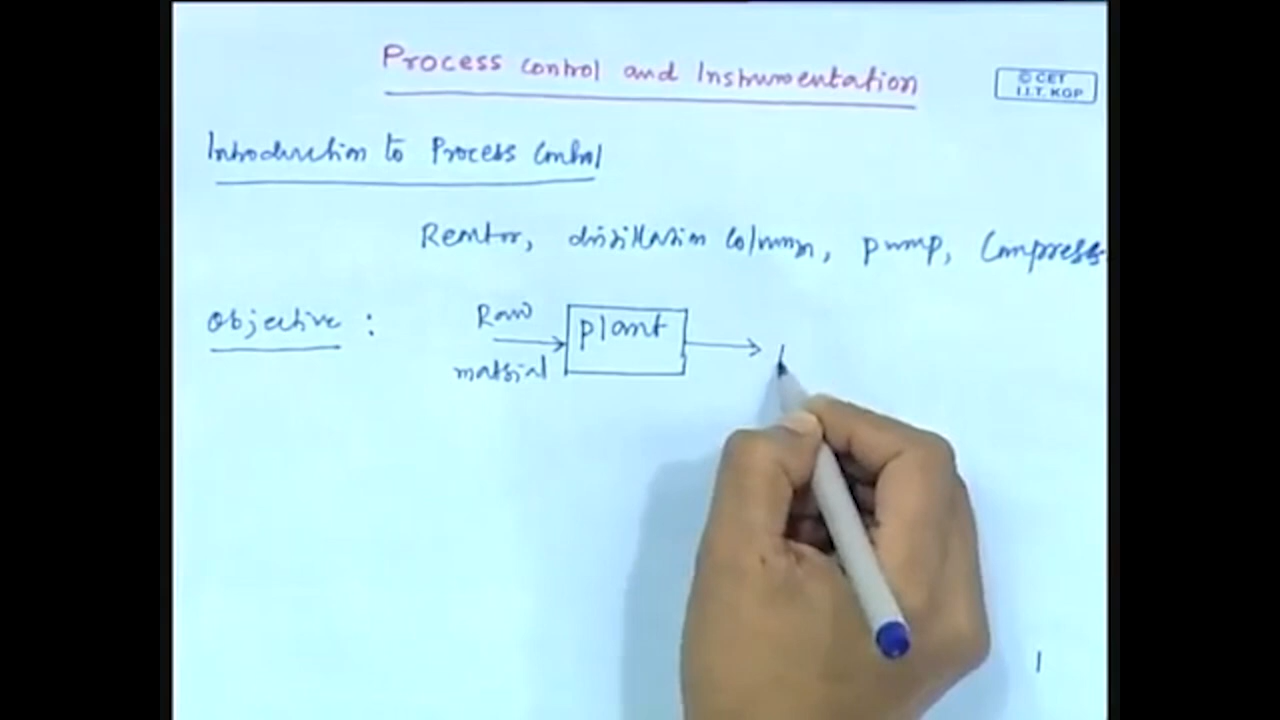 Process control and Instrumentation
© CET
I.I.T. KGP
Introduction to Process Control
Reactor, distillation Column, pump, Compress
Objective : Raw material plant
1